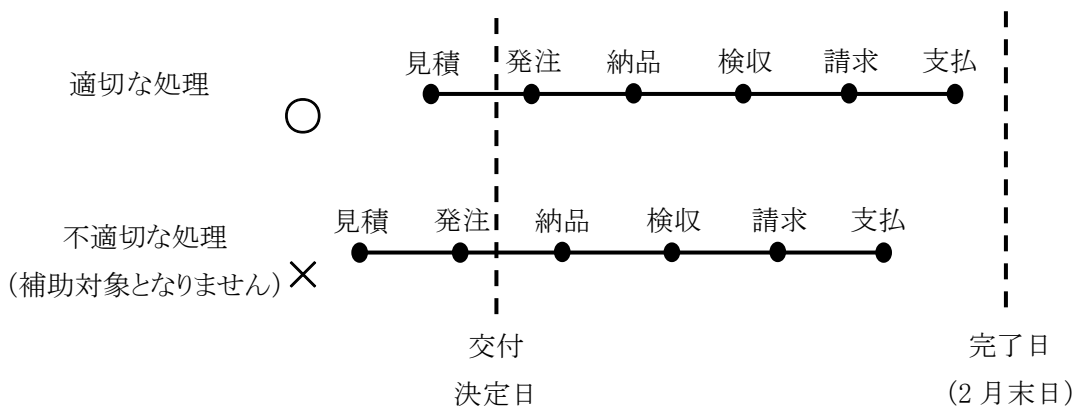 適切な処理
○
見積 発注 納品 検収 請求 支払
不適切な処理
（補助対象となりません）
×
見積 発注 納品 検収 請求 支払
交付
決定日
完了日
（2月末日）